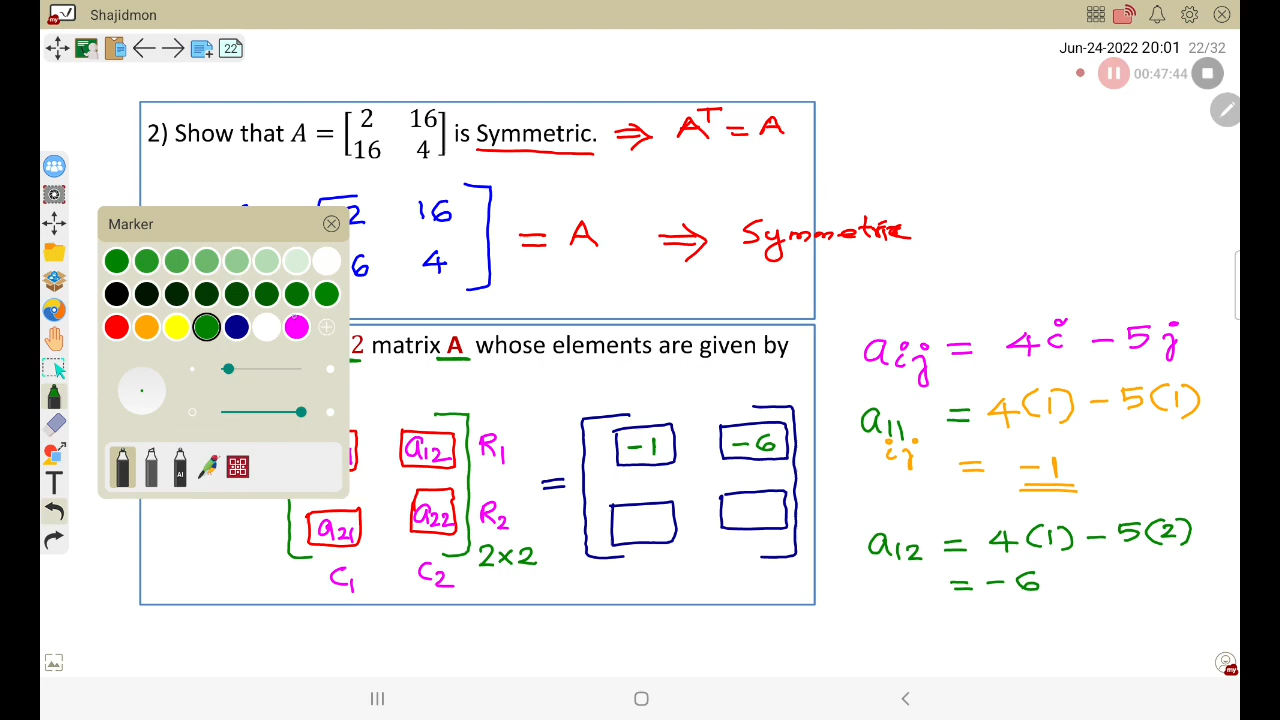 Shajidmon
22
Jun-24-2022 20:01 22/32
00:47:44
2) Show that A = [2 16
16 4] is Symmetric. ⇒ Aᵀ = A
2 16
6 4 ] = A ⇒ Symmetric
Marker
2 matrix A whose elements are given by
a₁₂ R₁
a₂₁ a₂₂ R₂
2×2
C₁ C₂
= [ -1 -6 ]
aij = 4i - 5j
a₁₁ = 4(1) - 5(1)
ij = -1
a₁₂ = 4(1) - 5(2)
= -6
AI
T